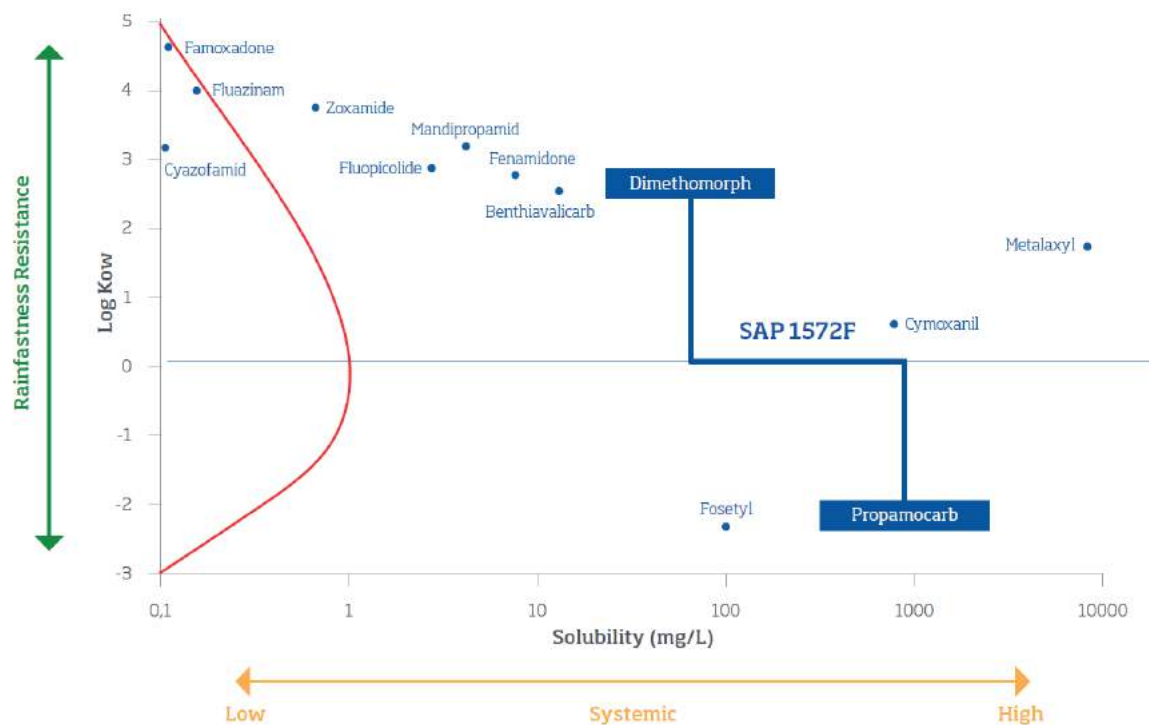 5
Famoxadone
4
Fluazinam
Zoxamide
Mandipropamid
3
Cyazofamid
Fluopicolide
Fenamidone
Dimethomorph
Benthiavalicarb
2
Metalaxyl
1
SAP 1572F
Cymoxanil
0
-1
-2
Fosetyl
Propamocarb
-3
Log Kow
Rainfastness Resistance
0,1 1 10 100 1000 10000
Solubility (mg/L)
Low Systemic High